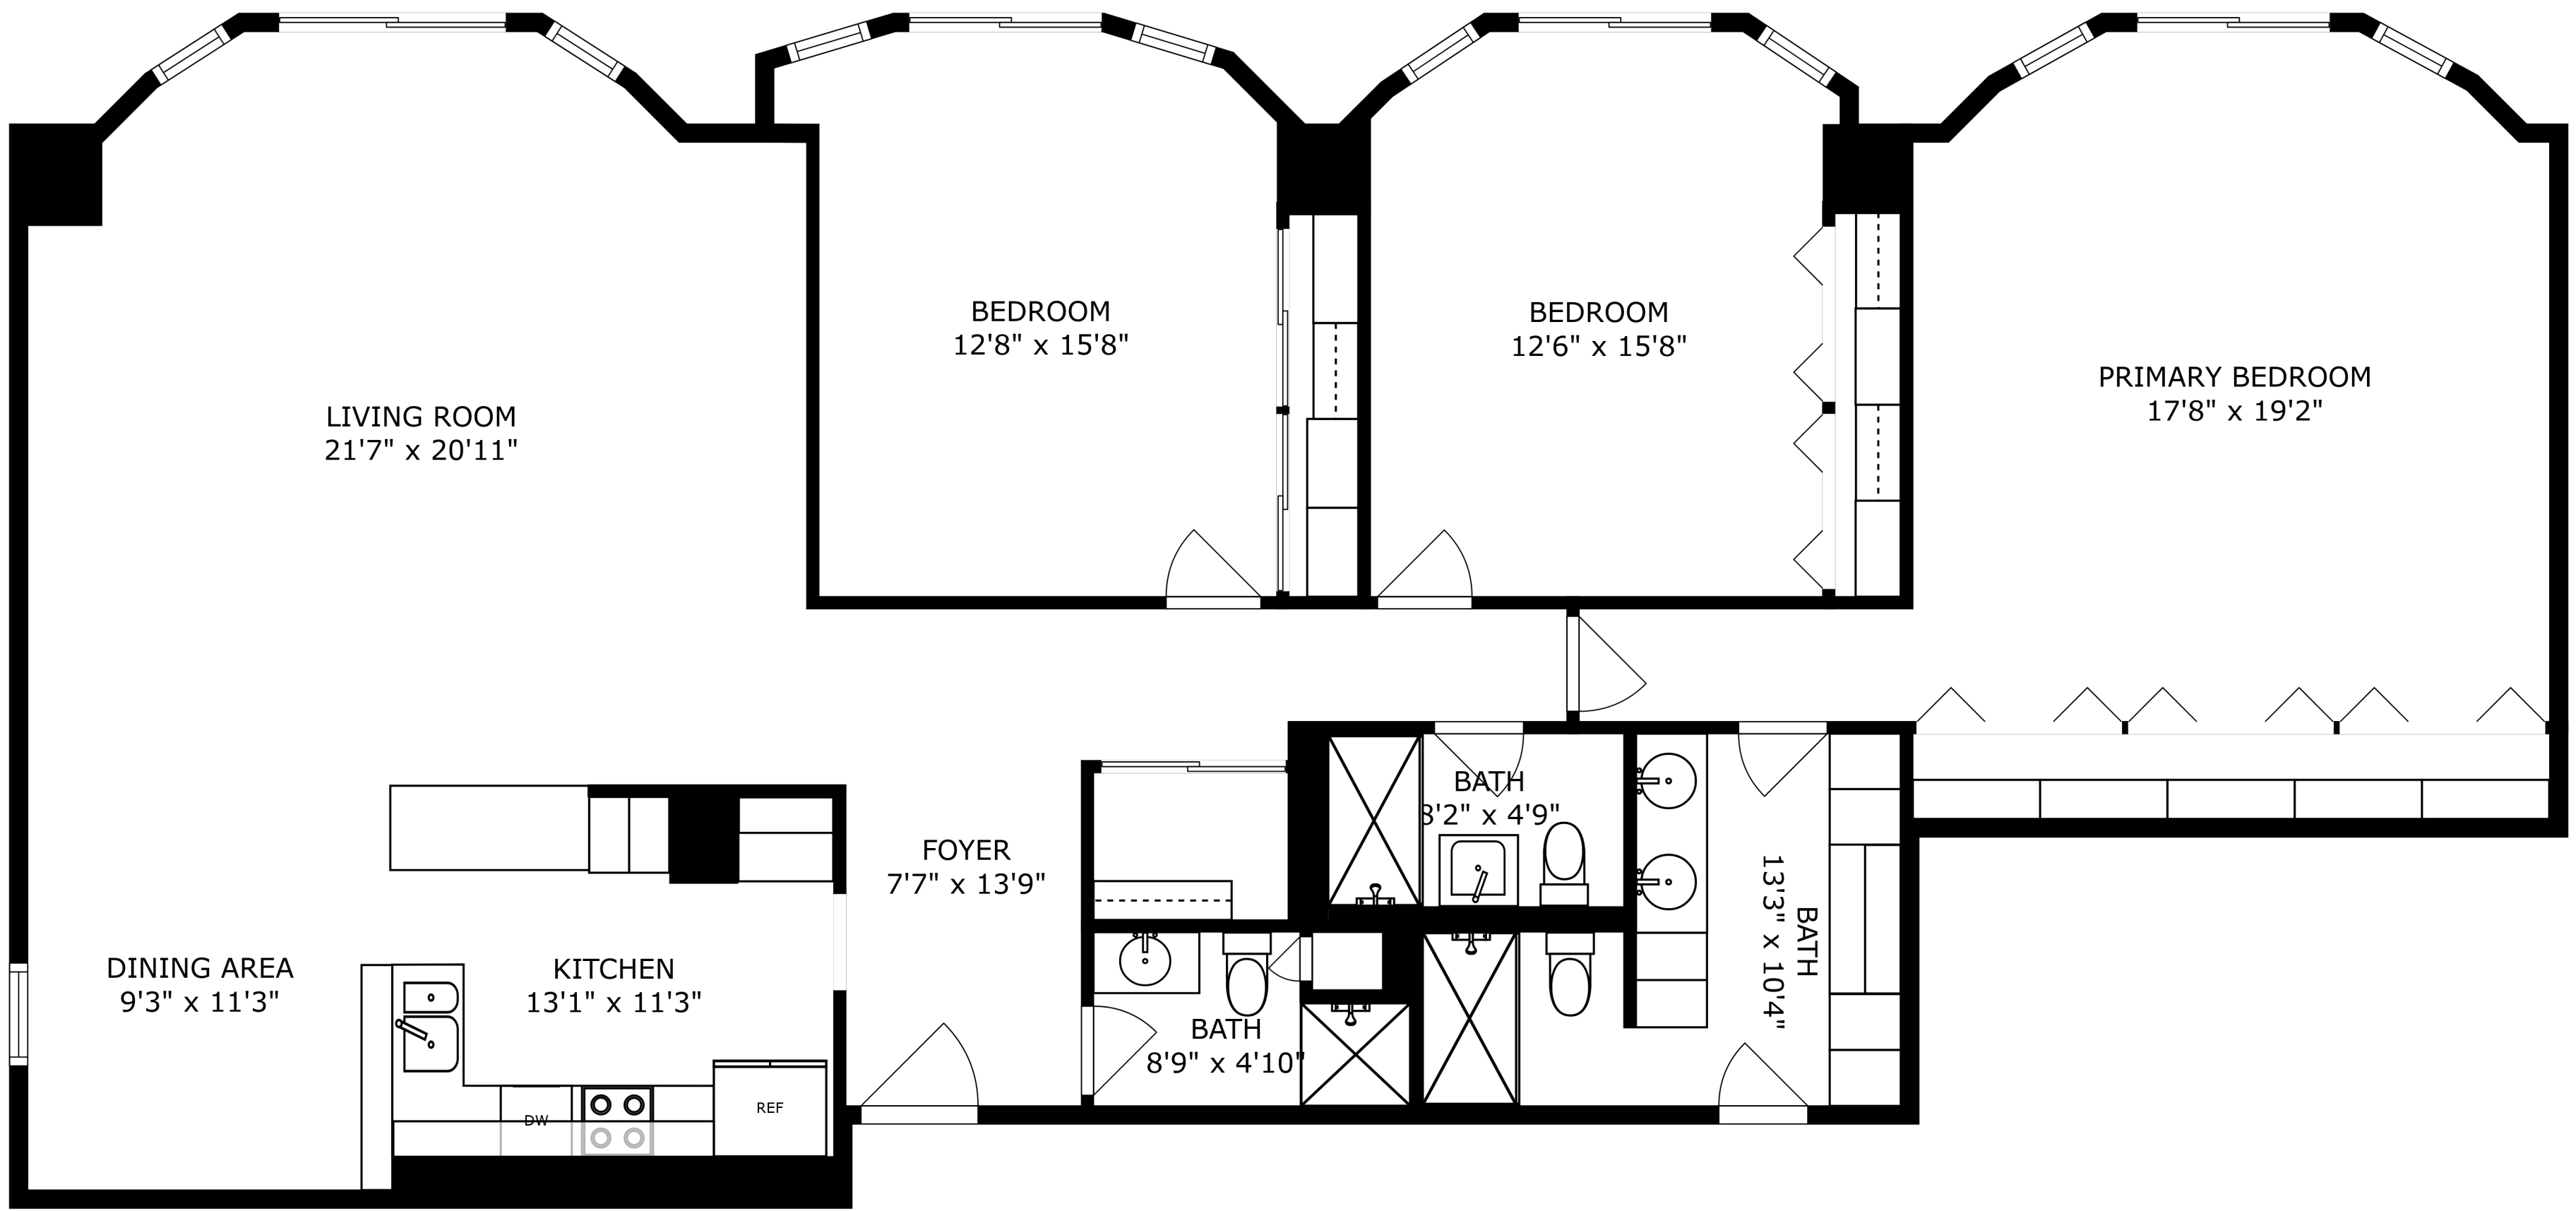 LIVING ROOM
21'7" x 20'11"
BEDROOM
12'8" x 15'8"
BEDROOM
12'6" x 15'8"
PRIMARY BEDROOM
17'8" x 19'2"
DINING AREA
9'3" x 11'3"
KITCHEN
13'1" x 11'3"
DW
REF
FOYER
7'7" x 13'9"
BATH
8'9" x 4'10"
BATH
8'2" x 4'9"
BATH
13'3" x 10'4"